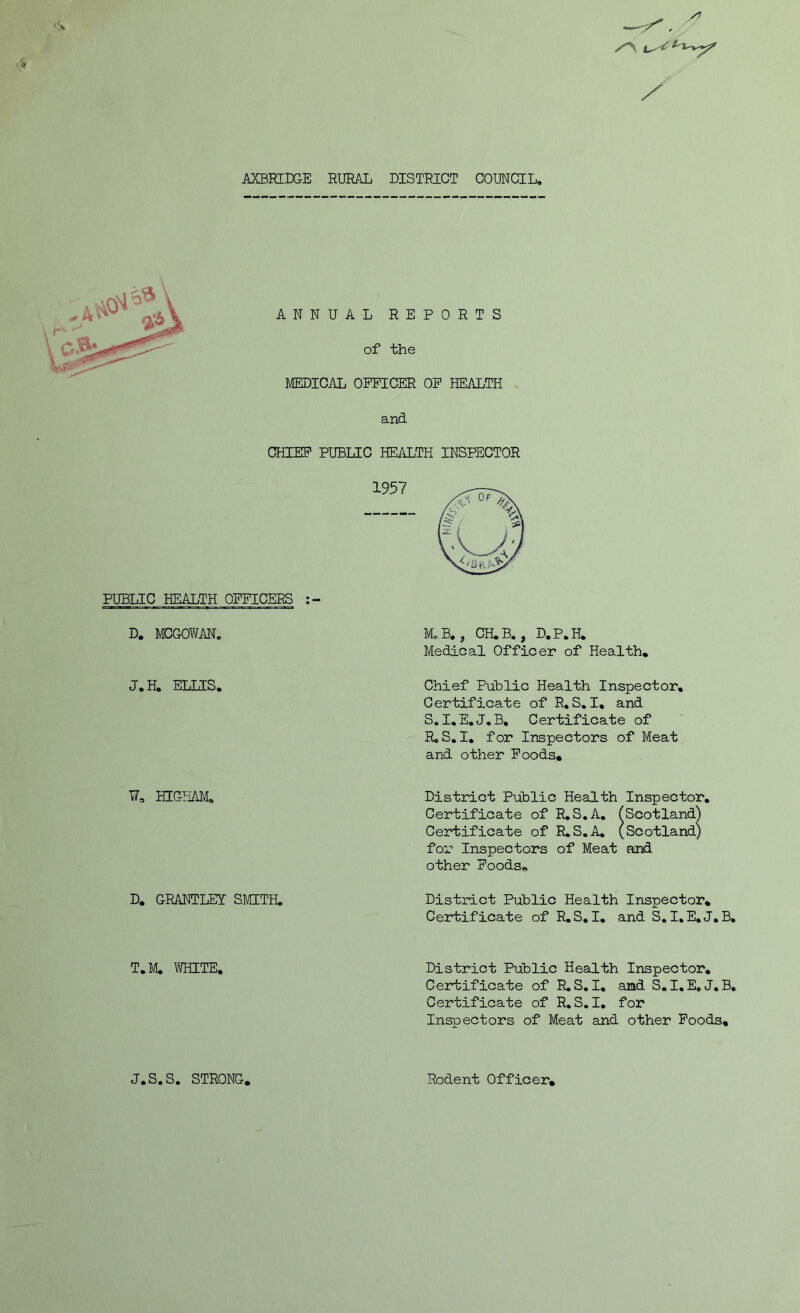 AXBRIDGE RURAL DISTRICT COUNCIL.
ANNUAL REPORTS
of the
MEDICAL OFFICER OF HEALTH
and
CHIEF PUBLIC HEALTH INSPECTOR
1957
MINISTRY OF HEALTH
LIBRARY
PUBLIC HEALTH OFFICERS :-
D. MCGOWAN.
M.B., CH.B., D.P.H.
Medical Officer of Health.
J.H. ELLIS.
Chief Public Health Inspector.
Certificate of R.S.I. and
S.I.E.J.B. Certificate of
R.S.I. for Inspectors of Meat
and other Foods.
W. HIGHAM.
District Public Health Inspector.
Certificate of R.S.A. (Scotland)
Certificate of R.S.A. (Scotland)
for Inspectors of Meat and
other Foods.
D. GRANTLEY SMITH.
District Public Health Inspector.
Certificate of R.S.I. and S.I.E.J.B.
T.M. WHITE.
District Public Health Inspector.
Certificate of R.S.I. and S.I.E.J.B.
Certificate of R.S.I. for
Inspectors of Meat and other Foods.
J.S.S. STRONG.
Rodent Officer.